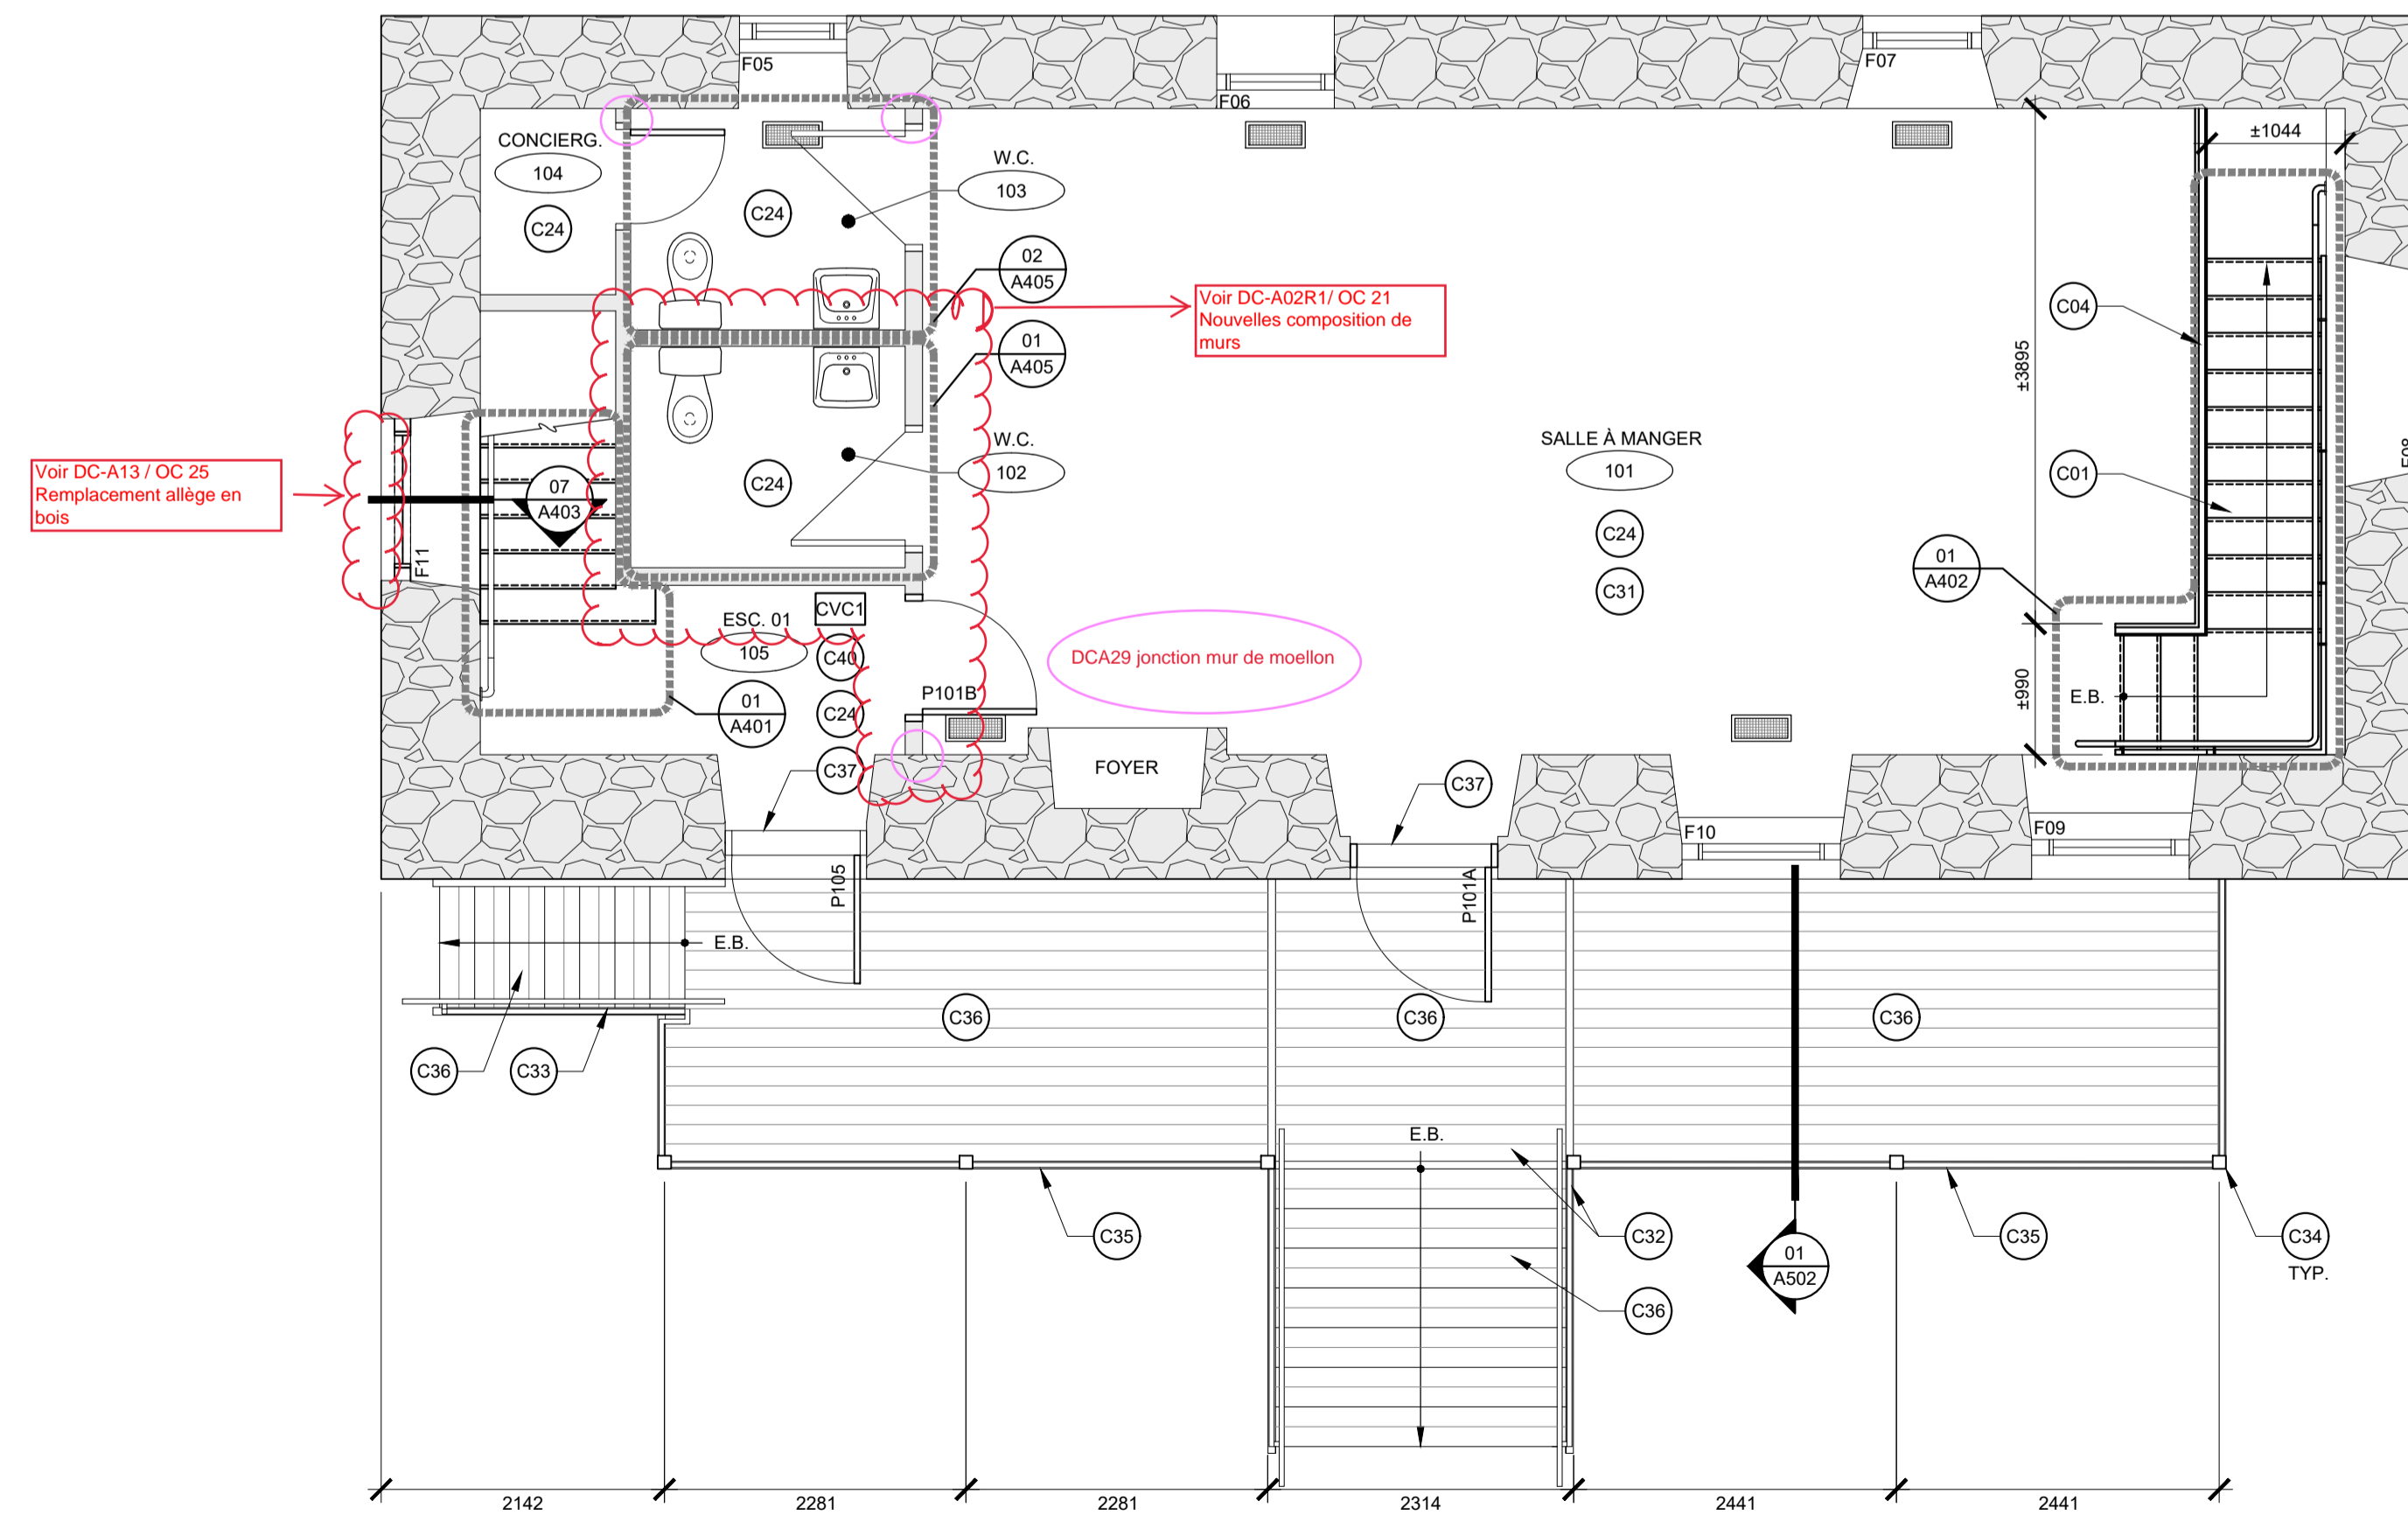 F05
F06
F07
±1044
CONCIERG.
104
C24
C24
W.C.
103
02
A405
01
A405
Voir DC-A02R1/ OC 21
Nouvelles composition de
murs
C04
±3895
C01
F08
Voir DC-A13 / OC 25
Remplacement allège en
bois
07
A403
F11
C24
W.C.
102
SALLE À MANGER
101
C24
C31
01
A402
CVC1
ESC. 01
105
C40
01
A401
C24
P101B
DCA29 jonction mur de moellon
±990
E.B.
C37
FOYER
C37
F10
F09
P105
P101A
E.B.
C36
C36
C36
C36
C33
E.B.
C35
C32
C35
C34
TYP.
01
A502
C36
2142
2281
2281
2314
2441
2441